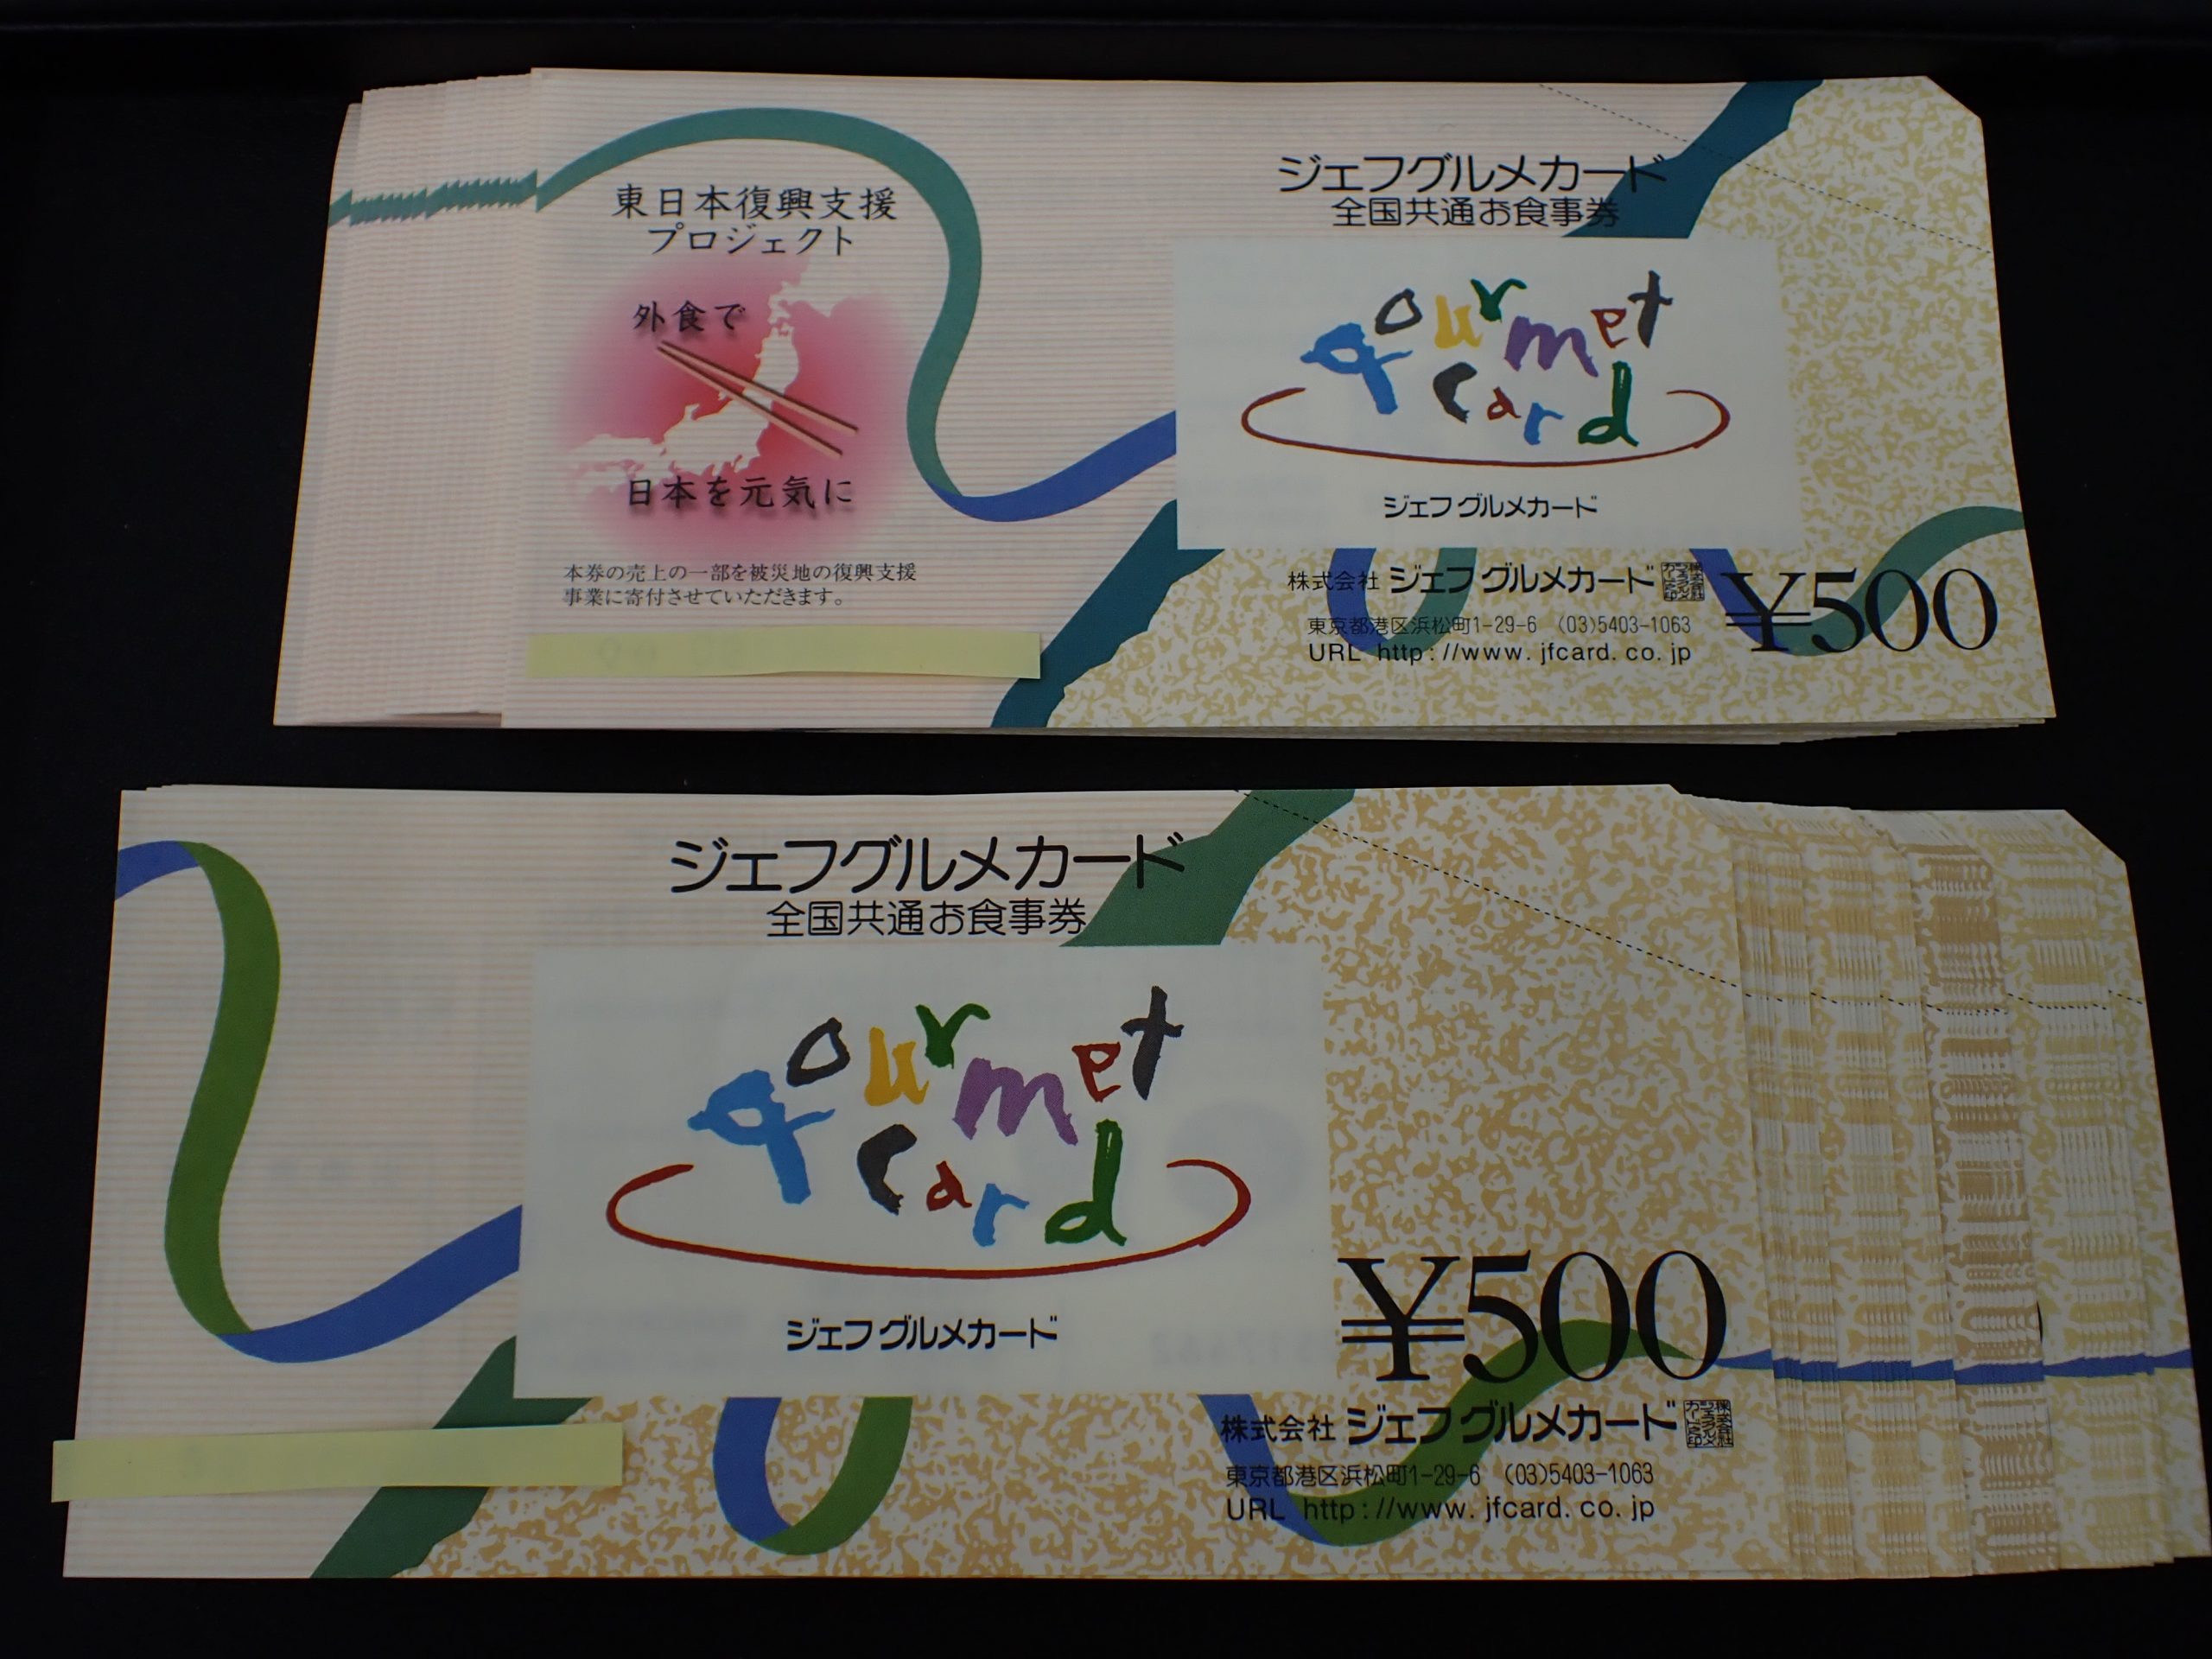 東日本復興支援
プロジェクト
外食で
日本を元気に
本券の売上の一部を被災地の復興支援
事業に寄付させていただきます。
ジェフグルメカード
全国共通お食事券
gourmet
card
ジェフグルメカード
株式会社 ジェフグルメカード
東京都港区浜松町1-29-6 (03)5403-1063
URL http://www.jfcard.co.jp
¥500
ジェフグルメカード
全国共通お食事券
gourmet
card
ジェフグルメカード
¥500
株式会社 ジェフグルメカード
東京都港区浜松町1-29-6 (03)5403-1063
URL http://www.jfcard.co.jp